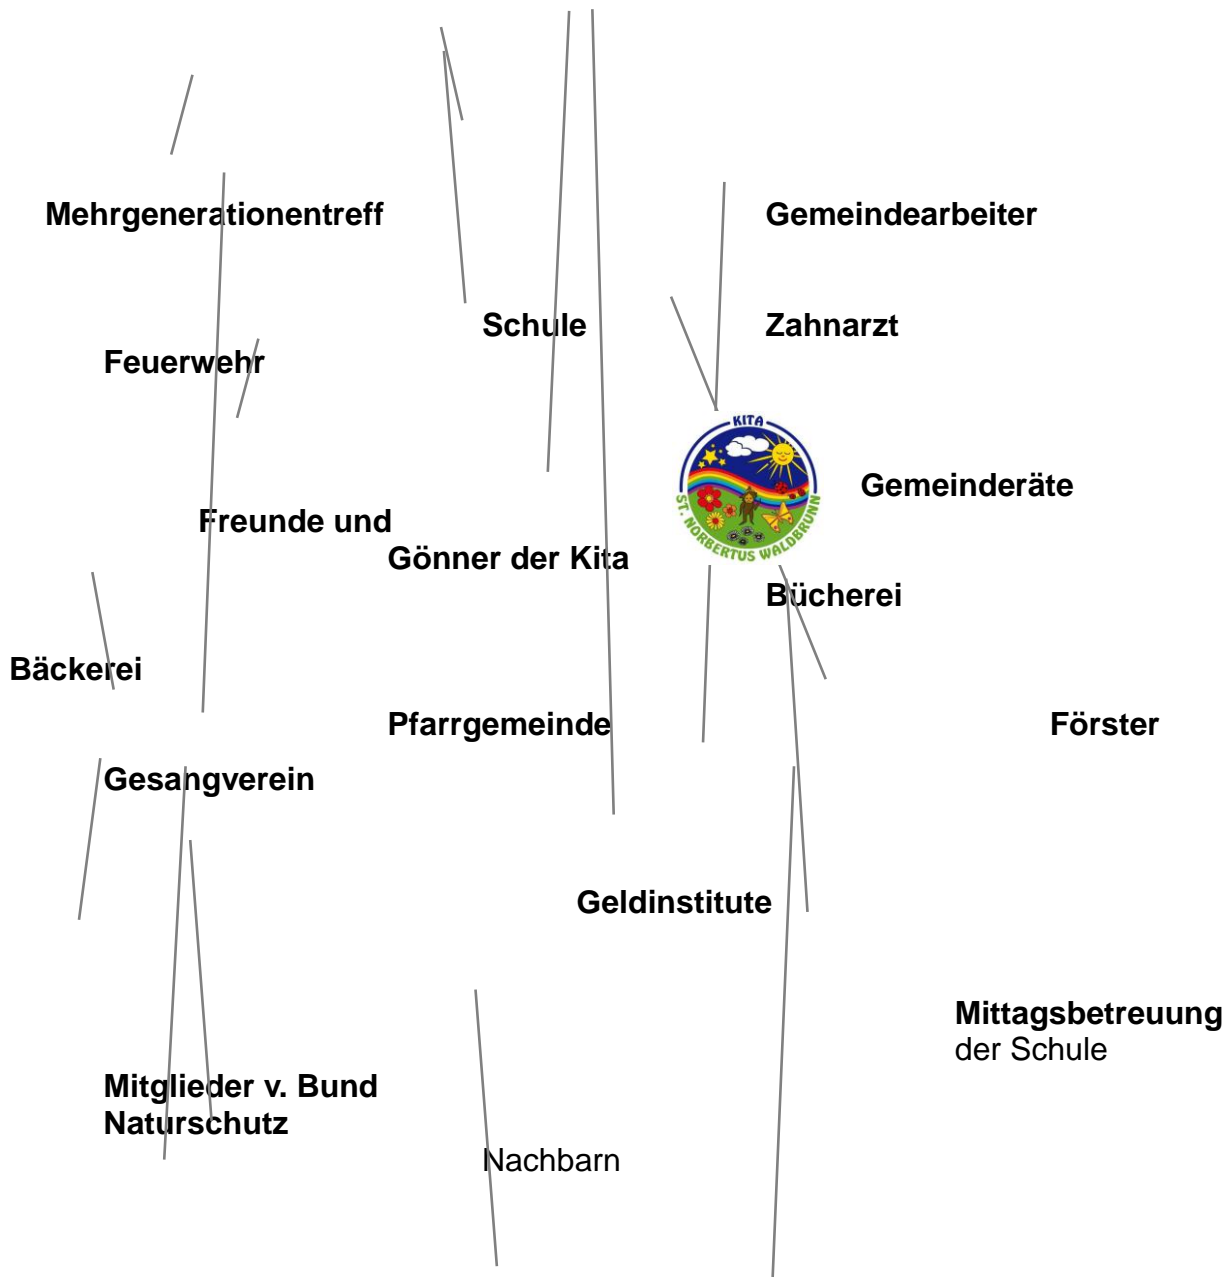 Mehrgenerationentreff
Gemeindearbeiter
Schule
Zahnarzt
Feuerwehr
KITA
ST. NORBERTUS WALDBRUNN
Gemeinderäte
Freunde und
Gönner der Kita
Bücherei
Bäckerei
Pfarrgemeinde
Förster
Gesangverein
Geldinstitute
Mittagsbetreuung
der Schule
Mitglieder v. Bund
Naturschutz
Nachbarn